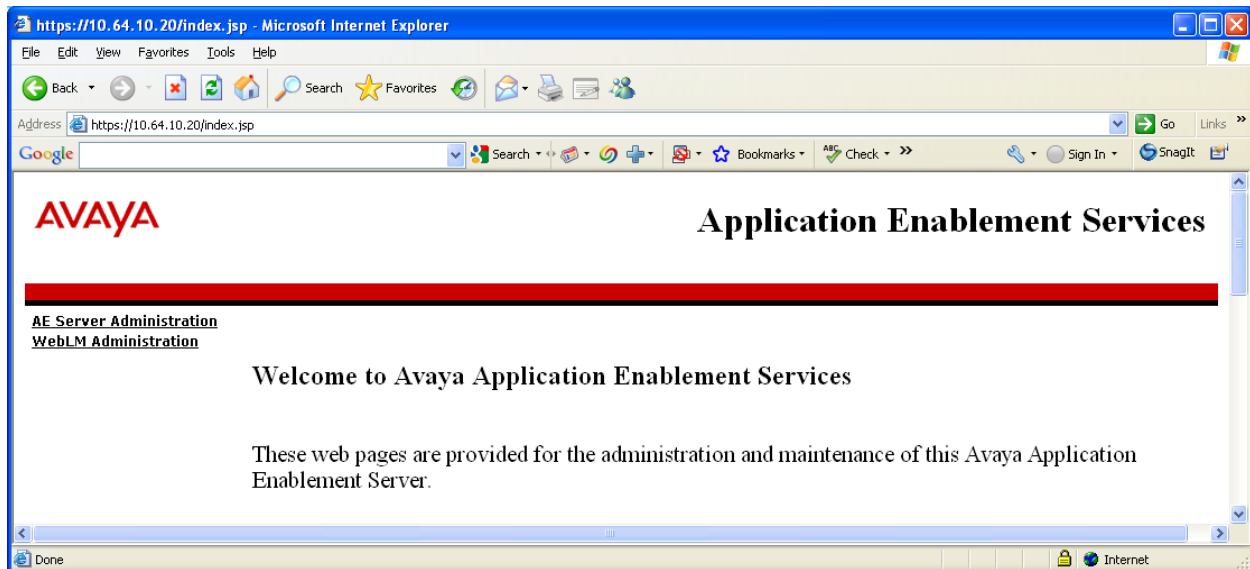 https://10.64.10.20/index.jsp - Microsoft Internet Explorer
File Edit View Favorites Tools Help
Back Search Favorites
Address https://10.64.10.20/index.jsp Go Links »
Google Search Bookmarks ABC Check » Sign In SnagIt
AVAYA Application Enablement Services
AE Server Administration
WebLM Administration
Welcome to Avaya Application Enablement Services
These web pages are provided for the administration and maintenance of this Avaya Application
Enablement Server.
Done Internet